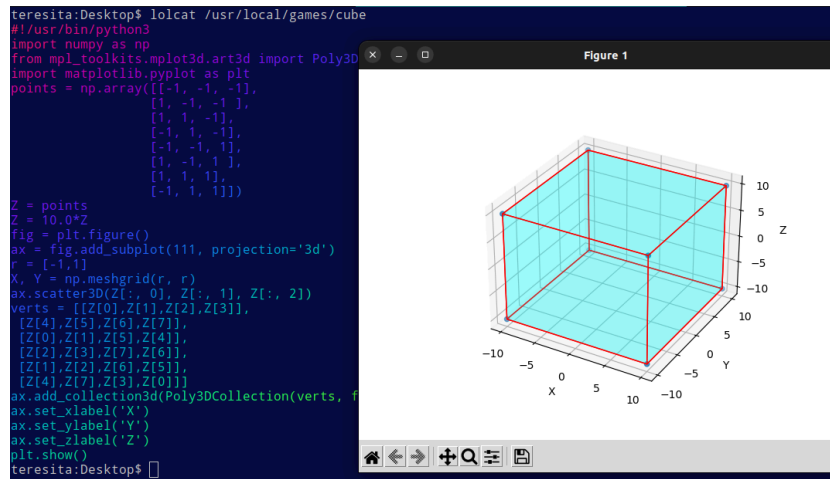 teresita:Desktop$ lolcat /usr/local/games/cube
#!/usr/bin/python3
import numpy as np
from mpl_toolkits.mplot3d.art3d import Poly3D
import matplotlib.pyplot as plt
points = np.array([[-1, -1, -1],
                  [1, -1, -1 ],
                  [1, 1, -1],
                  [-1, 1, -1],
                  [-1, -1, 1],
                  [1, -1, 1 ],
                  [1, 1, 1],
                  [-1, 1, 1]])
Z = points
Z = 10.0*Z
fig = plt.figure()
ax = fig.add_subplot(111, projection='3d')
r = [-1,1]
X, Y = np.meshgrid(r, r)
ax.scatter3D(Z[:, 0], Z[:, 1], Z[:, 2])
verts = [[Z[0],Z[1],Z[2],Z[3]],
 [Z[4],Z[5],Z[6],Z[7]],
 [Z[0],Z[1],Z[5],Z[4]],
 [Z[2],Z[3],Z[7],Z[6]],
 [Z[1],Z[2],Z[6],Z[5]],
 [Z[4],Z[7],Z[3],Z[0]]]
ax.add_collection3d(Poly3DCollection(verts, f
ax.set_xlabel('X')
ax.set_ylabel('Y')
ax.set_zlabel('Z')
plt.show()
teresita:Desktop$
Figure 1
10
5
0
−5
−10
Z
10
5
0
−5
−10
Y
−10
−5
0
5
10
X